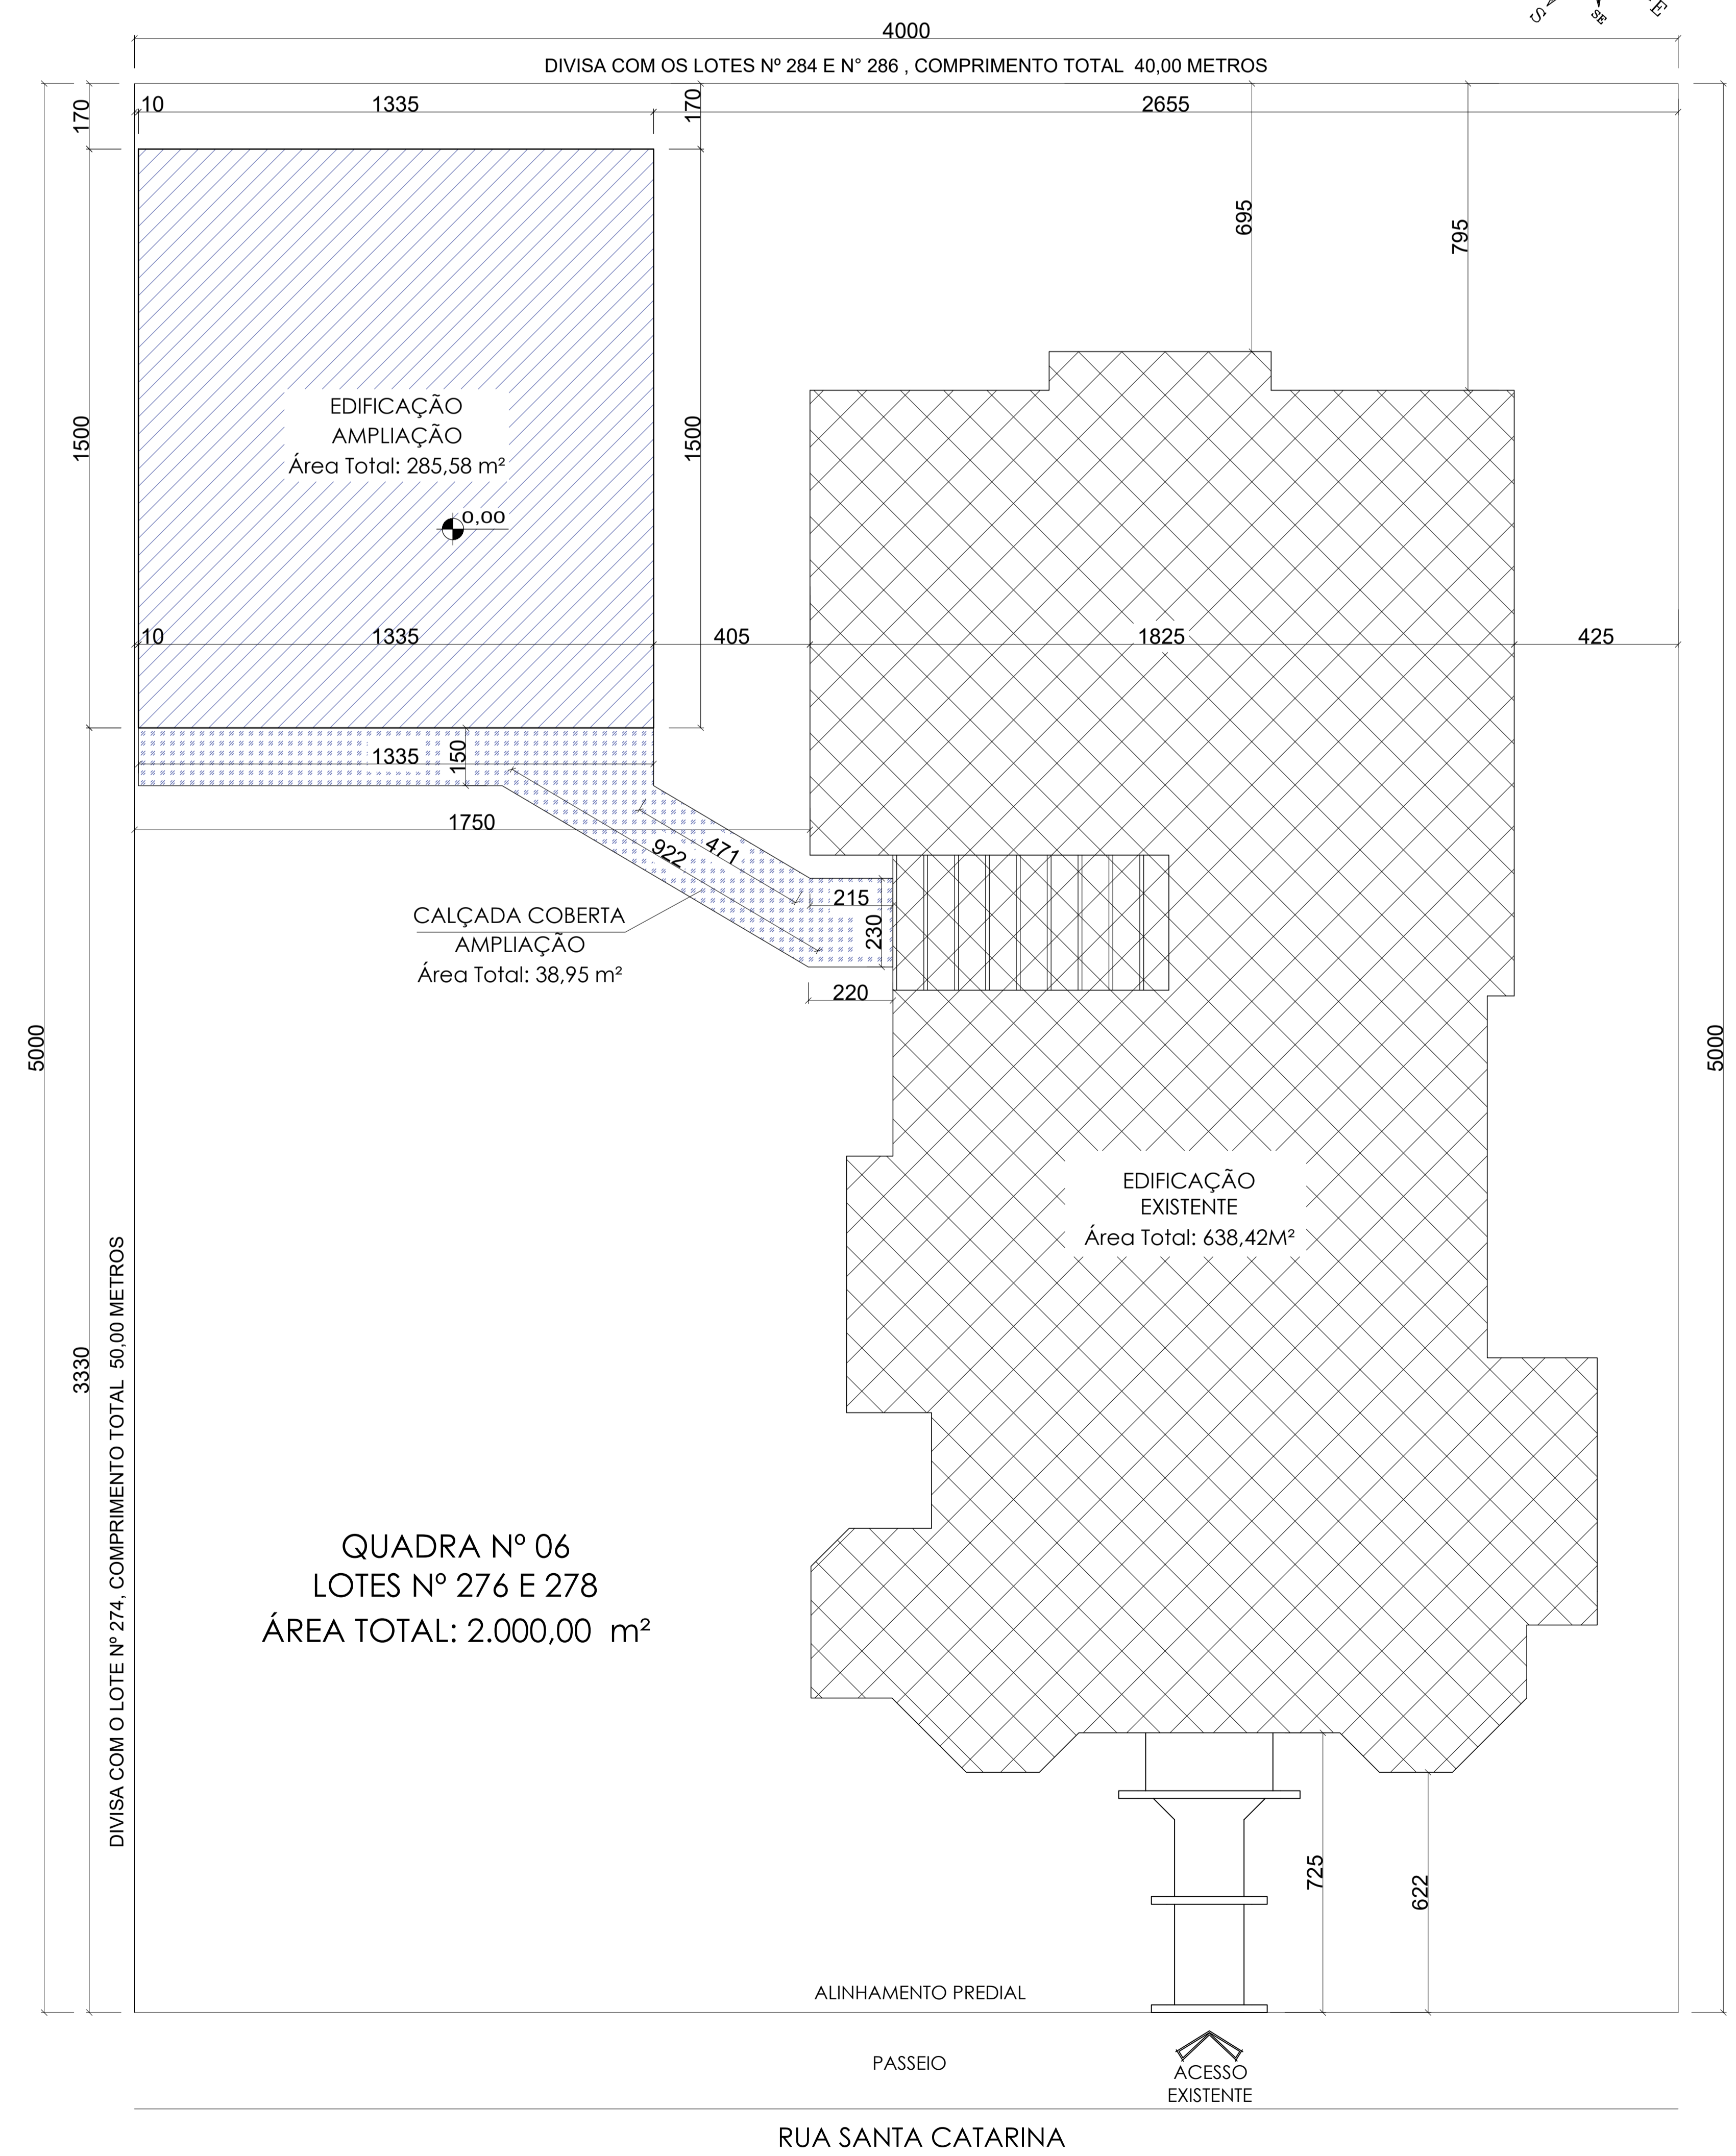 S
SE
E
4000
DIVISA COM OS LOTES Nº 284 E N° 286 , COMPRIMENTO TOTAL 40,00 METROS
170
10
1335
170
2655
695
795
EDIFICAÇÃO
AMPLIAÇÃO
Área Total: 285,58 m²
1500
1500
0,00
10
1335
405
1825
425
1335
150
1750
922
471
215
230
220
CALÇADA COBERTA
AMPLIAÇÃO
Área Total: 38,95 m²
5000
5000
EDIFICAÇÃO
EXISTENTE
Área Total: 638,42M²
3330
DIVISA COM O LOTE Nº 274, COMPRIMENTO TOTAL 50,00 METROS
QUADRA Nº 06
LOTES Nº 276 E 278
ÁREA TOTAL: 2.000,00 m²
725
622
ALINHAMENTO PREDIAL
PASSEIO
ACESSO
EXISTENTE
RUA SANTA CATARINA